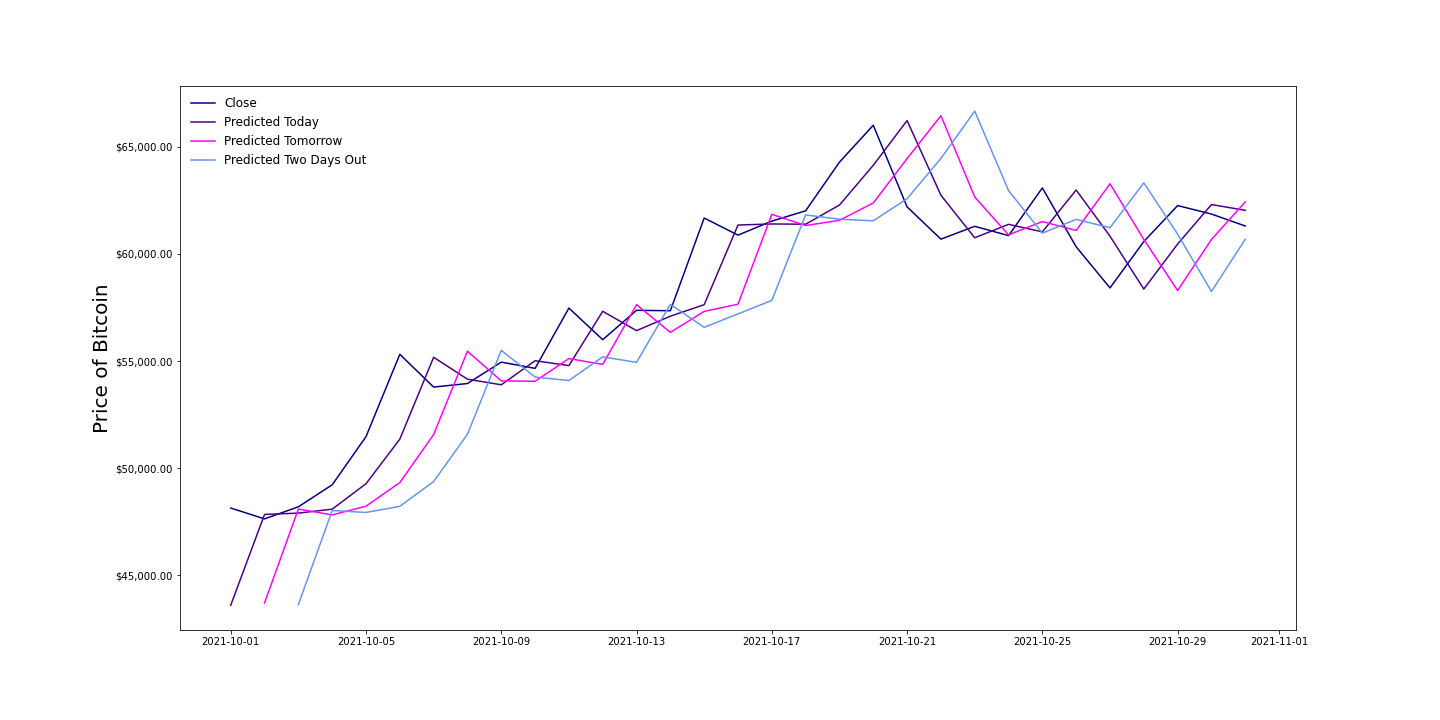 Close
Predicted Today
Predicted Tomorrow
Predicted Two Days Out
Price of Bitcoin
$65,000.00
$60,000.00
$55,000.00
$50,000.00
$45,000.00
2021-10-01 2021-10-05 2021-10-09 2021-10-13 2021-10-17 2021-10-21 2021-10-25 2021-10-29 2021-11-01